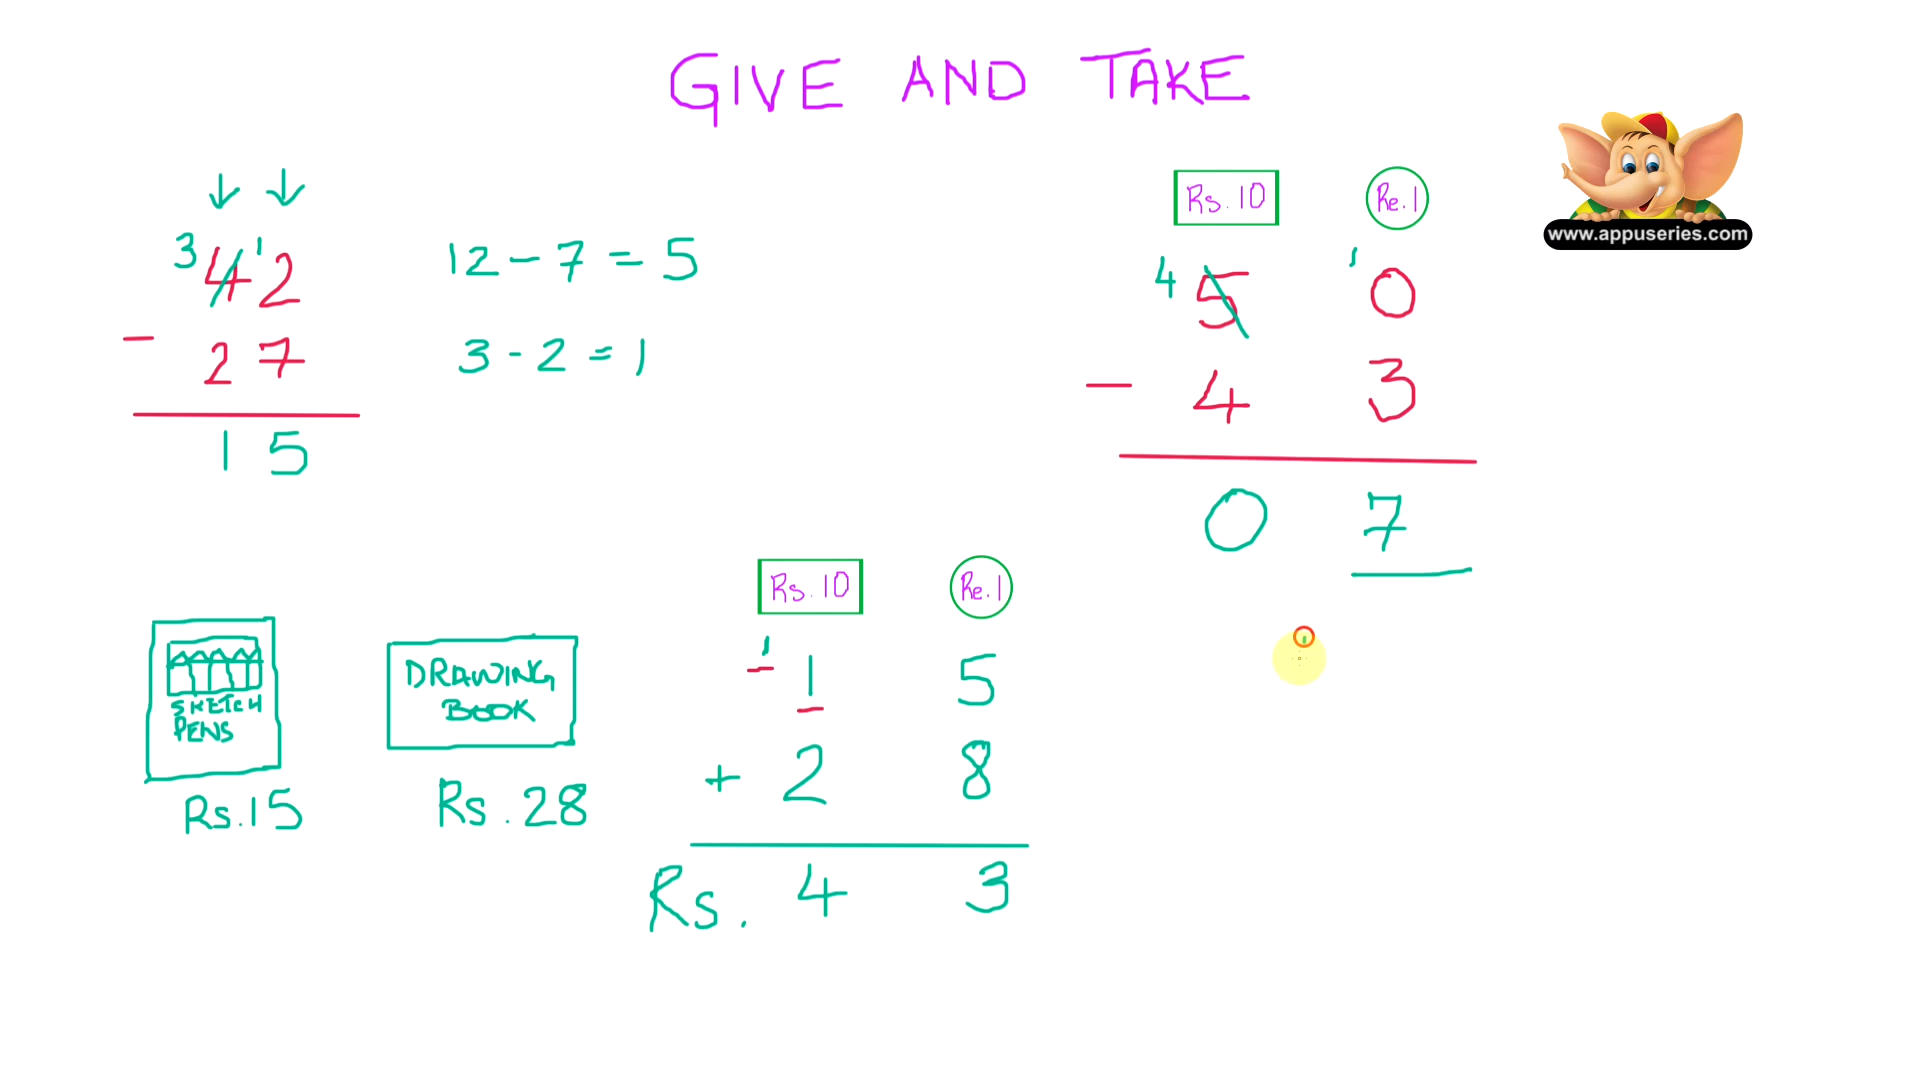 GIVE AND TAKE
3 4 1 2
- 2 7
1 5
12 - 7 = 5
3 - 2 = 1
Rs. 10 Re. 1
4 5 1 0
- 4 3
0 7
www.appuseries.com
SKETCH
PENS
Rs. 15
DRAWING
BOOK
Rs. 28
Rs. 10 Re. 1
1 1 5
+ 2 8
Rs. 4 3